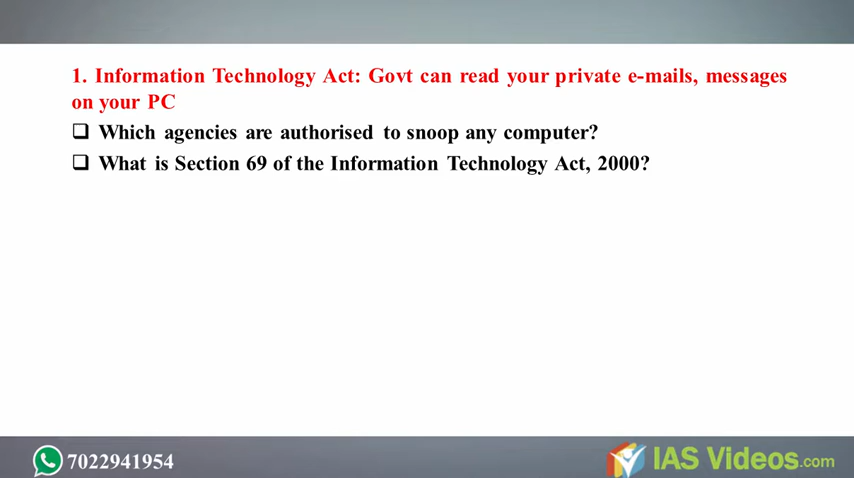 1. Information Technology Act: Govt can read your private e-mails, messages
on your PC
❑ Which agencies are authorised to snoop any computer?
❑ What is Section 69 of the Information Technology Act, 2000?
7022941954
IAS Videos.com